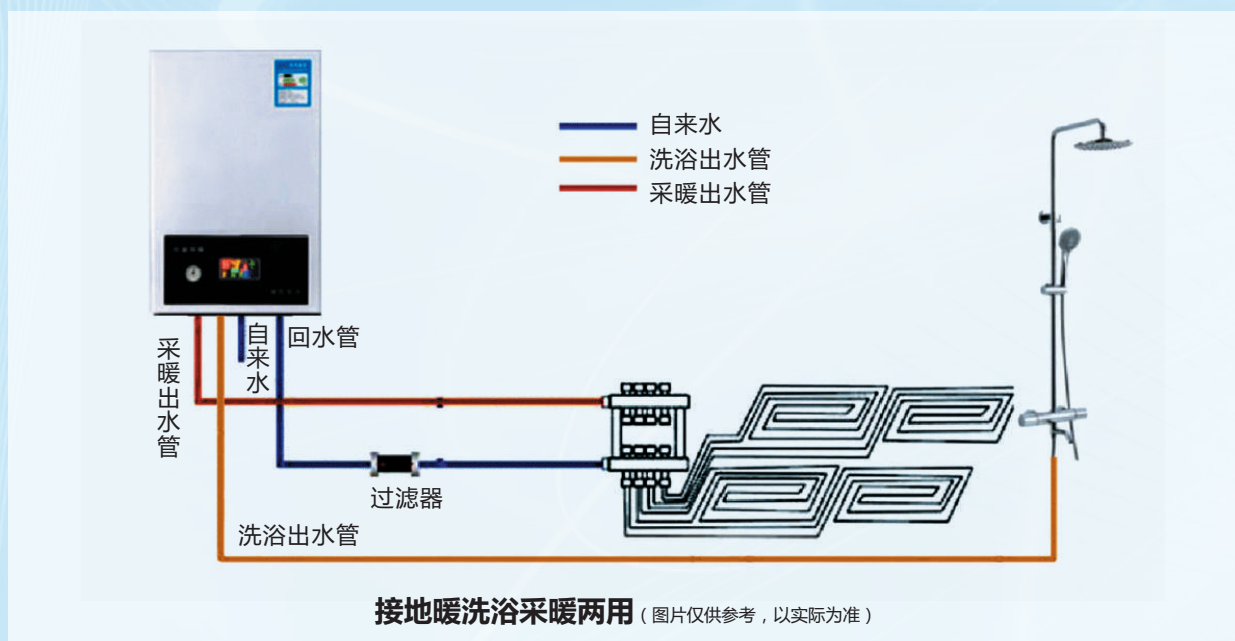 自来水
洗浴出水管
采暖出水管
采暖出水管
自来水
回水管
过滤器
洗浴出水管
接地暖洗浴采暖两用（图片仅供参考，以实际为准）